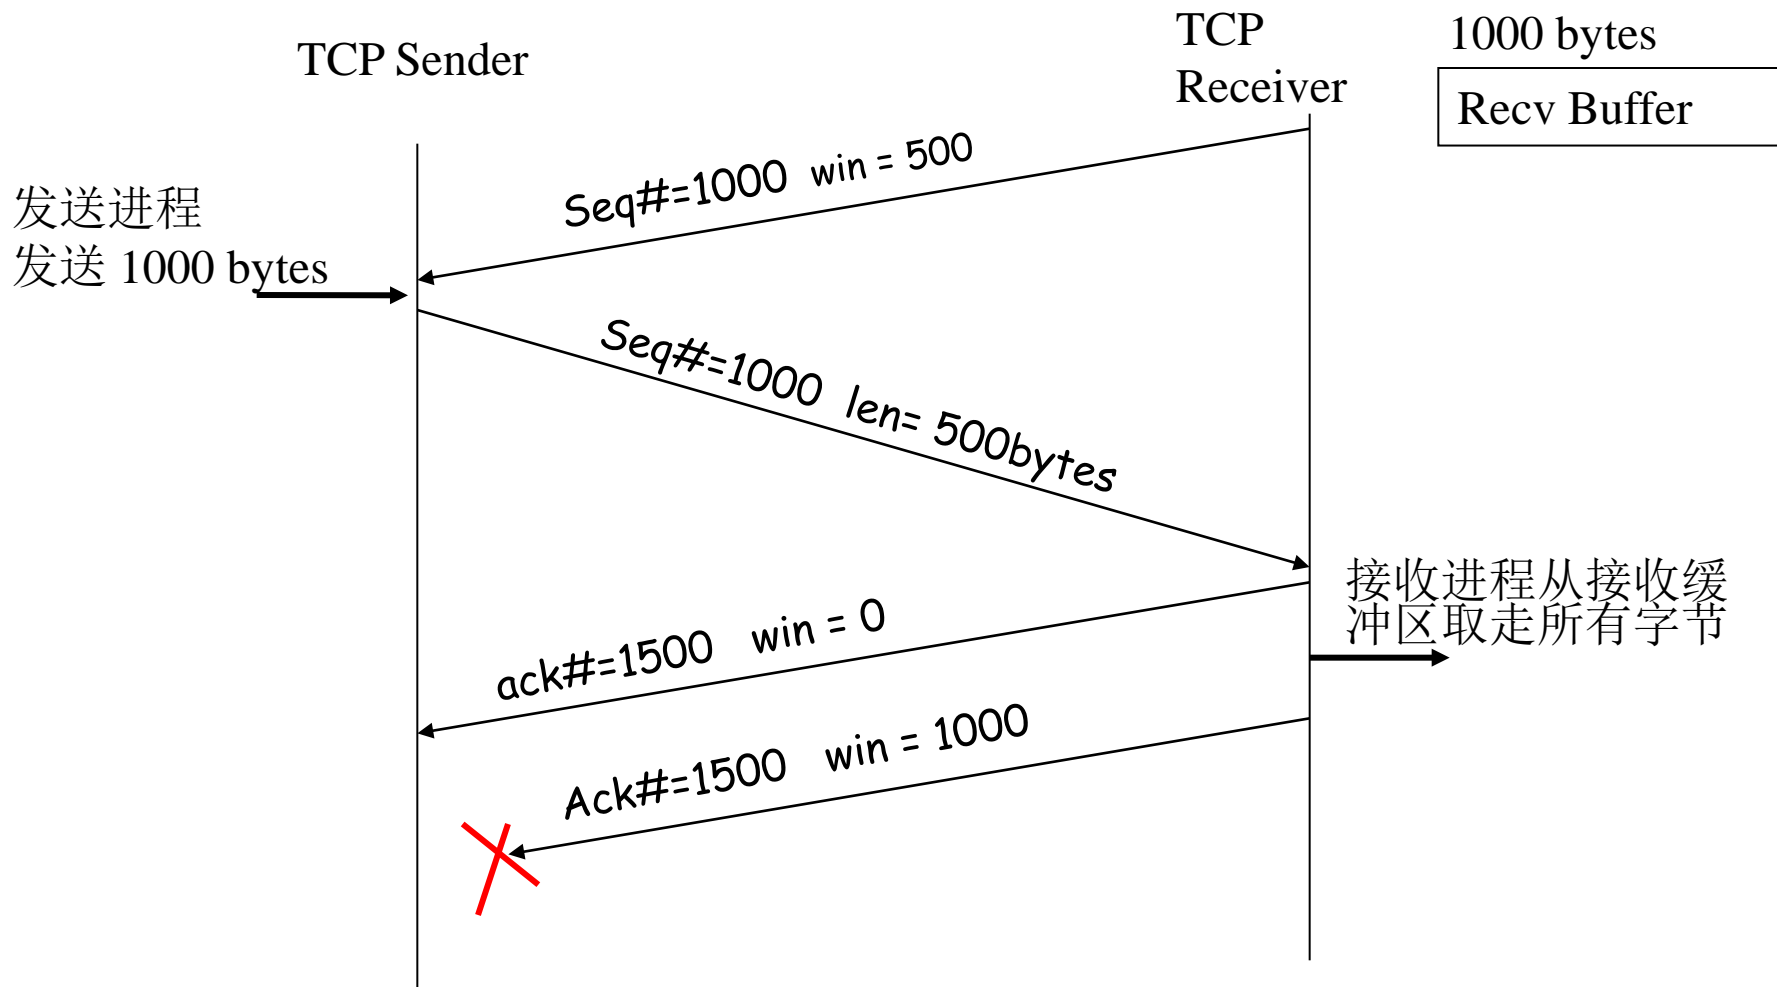 TCP Sender
TCP
Receiver
1000 bytes
Recv Buffer
Seq#=1000 win = 500
发送进程
发送 1000 bytes
Seq#=1000 len= 500bytes
接收进程从接收缓
冲区取走所有字节
ack#=1500 win = 0
Ack#=1500 win = 1000